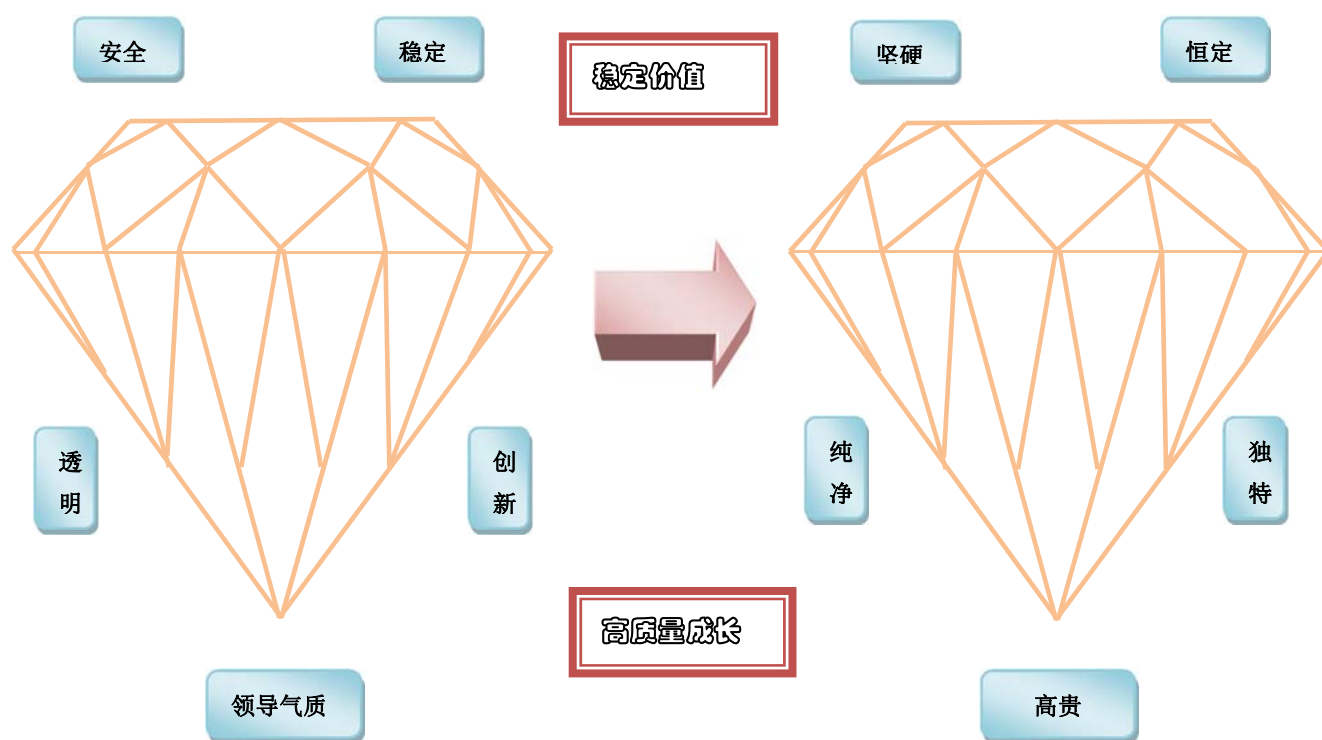 安全
稳定
稳定价值
坚硬
恒定
透
明
创
新
纯
净
独
特
高质量成长
领导气质
高贵